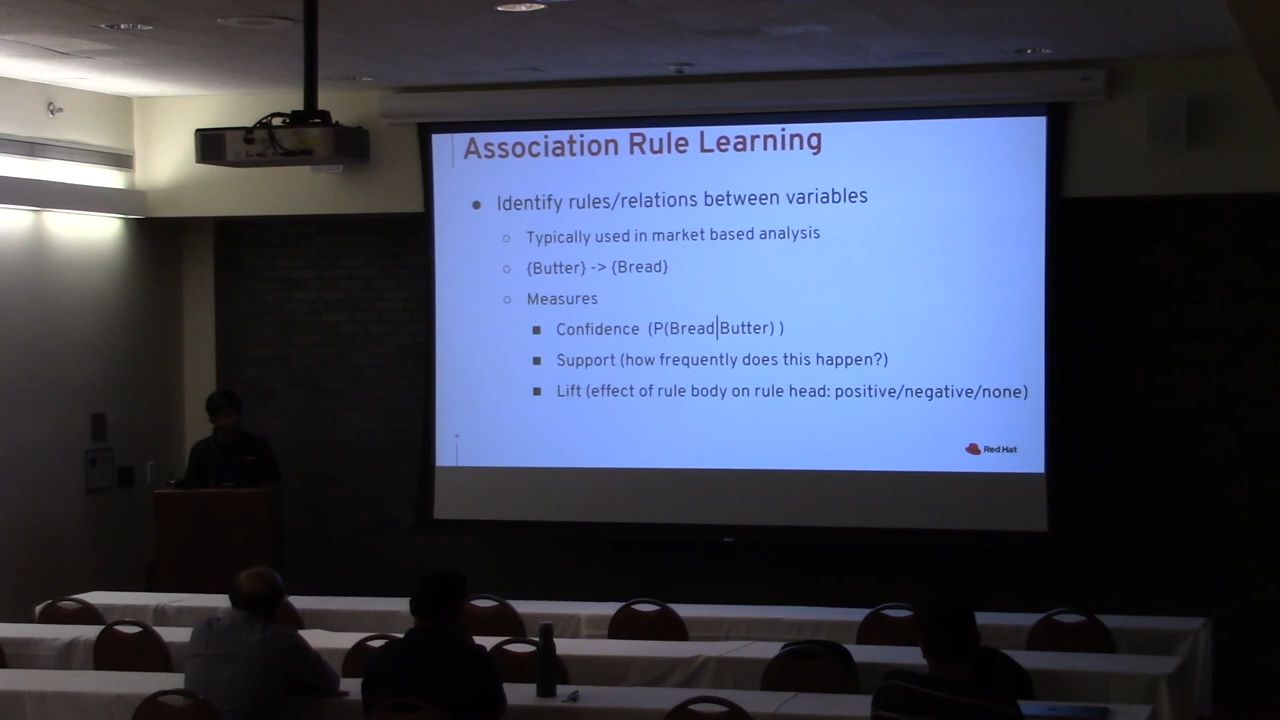 Association Rule Learning
● Identify rules/relations between variables
○ Typically used in market based analysis
○ {Butter} -> {Bread}
○ Measures
■ Confidence (P(Bread|Butter) )
■ Support (how frequently does this happen?)
■ Lift (effect of rule body on rule head: positive/negative/none)
Red Hat